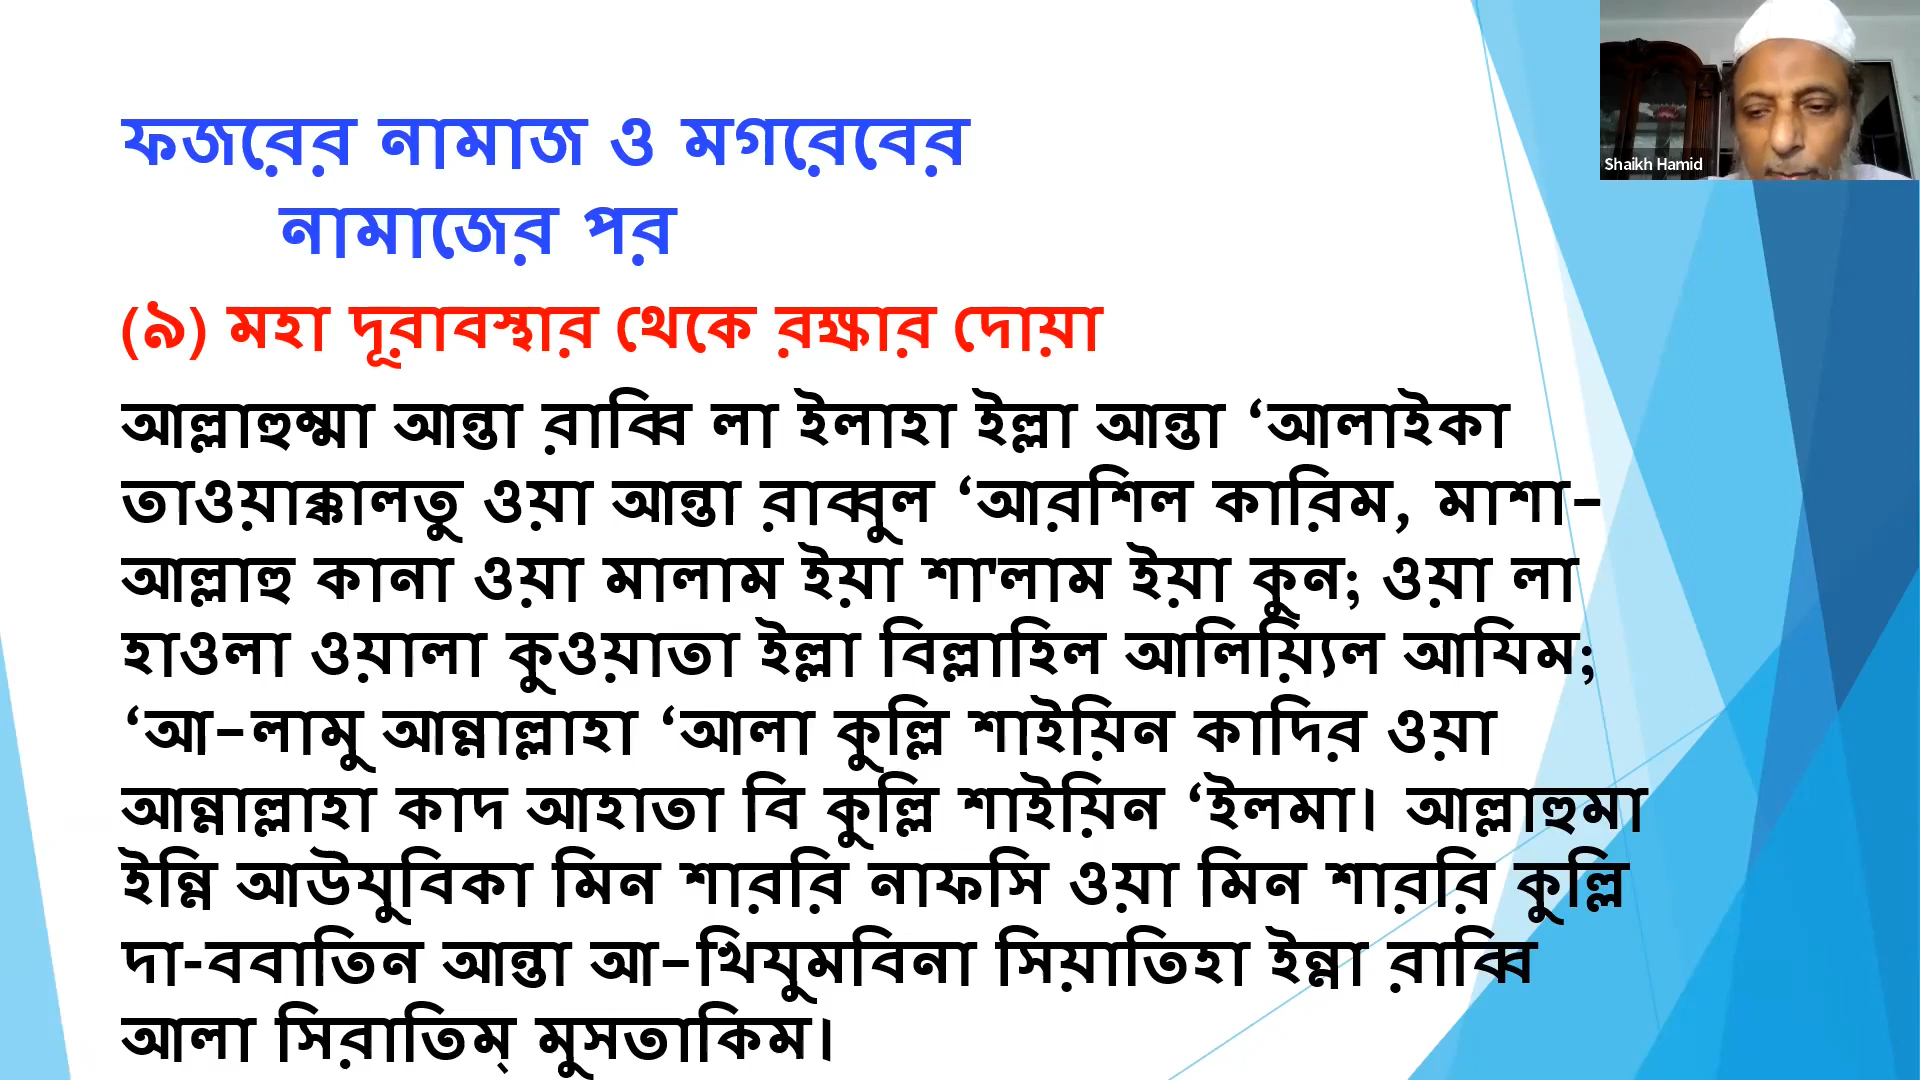 ফজরের নামাজ ও মগরেবের
নামাজের পর
(৯) মহা দূরাবস্থার থেকে রক্ষার দোয়া
আল্লাহুম্মা আন্তা রাব্বি লা ইলাহা ইল্লা আন্তা ‘আলাইকা
তাওয়াক্কালতু ওয়া আন্তা রাব্বুল ‘আরশিল কারিম, মাশা–
আল্লাহু কানা ওয়া মালাম ইয়া শা'লাম ইয়া কুন; ওয়া লা
হাওলা ওয়ালা কুওয়াতা ইল্লা বিল্লাহিল আলিয়্যিল আযিম;
‘আ–লামু আন্নাল্লাহা ‘আলা কুল্লি শাইয়িন কাদির ওয়া
আন্নাল্লাহা কাদ আহাতা বি কুল্লি শাইয়িন ‘ইলমা। আল্লাহুমা
ইন্নি আউযুবিকা মিন শাররি নাফসি ওয়া মিন শাররি কুল্লি
দা-ববাতিন আন্তা আ–খিযুমবিনা সিয়াতিহা ইন্না রাব্বি
আলা সিরাতিম্ মুসতাকিম।
Shaikh Hamid